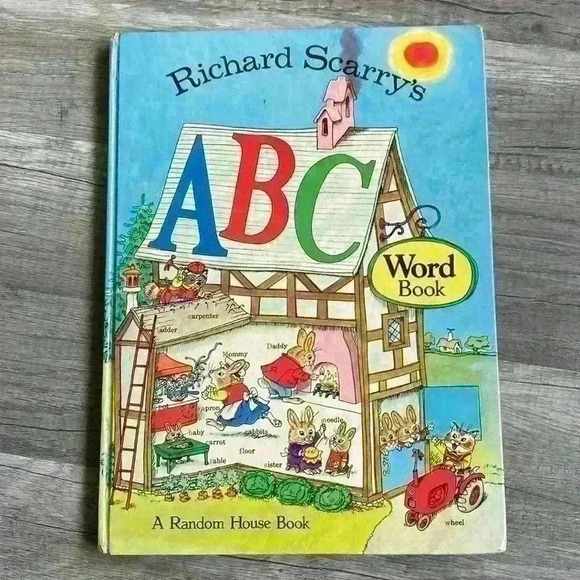 Richard Scarry's
ABC
Word
Book
carpenter
ladder
Daddy
Mommy
apron
needle
baby
rabbits
carrot
floor
table
sister
A Random House Book
wheel